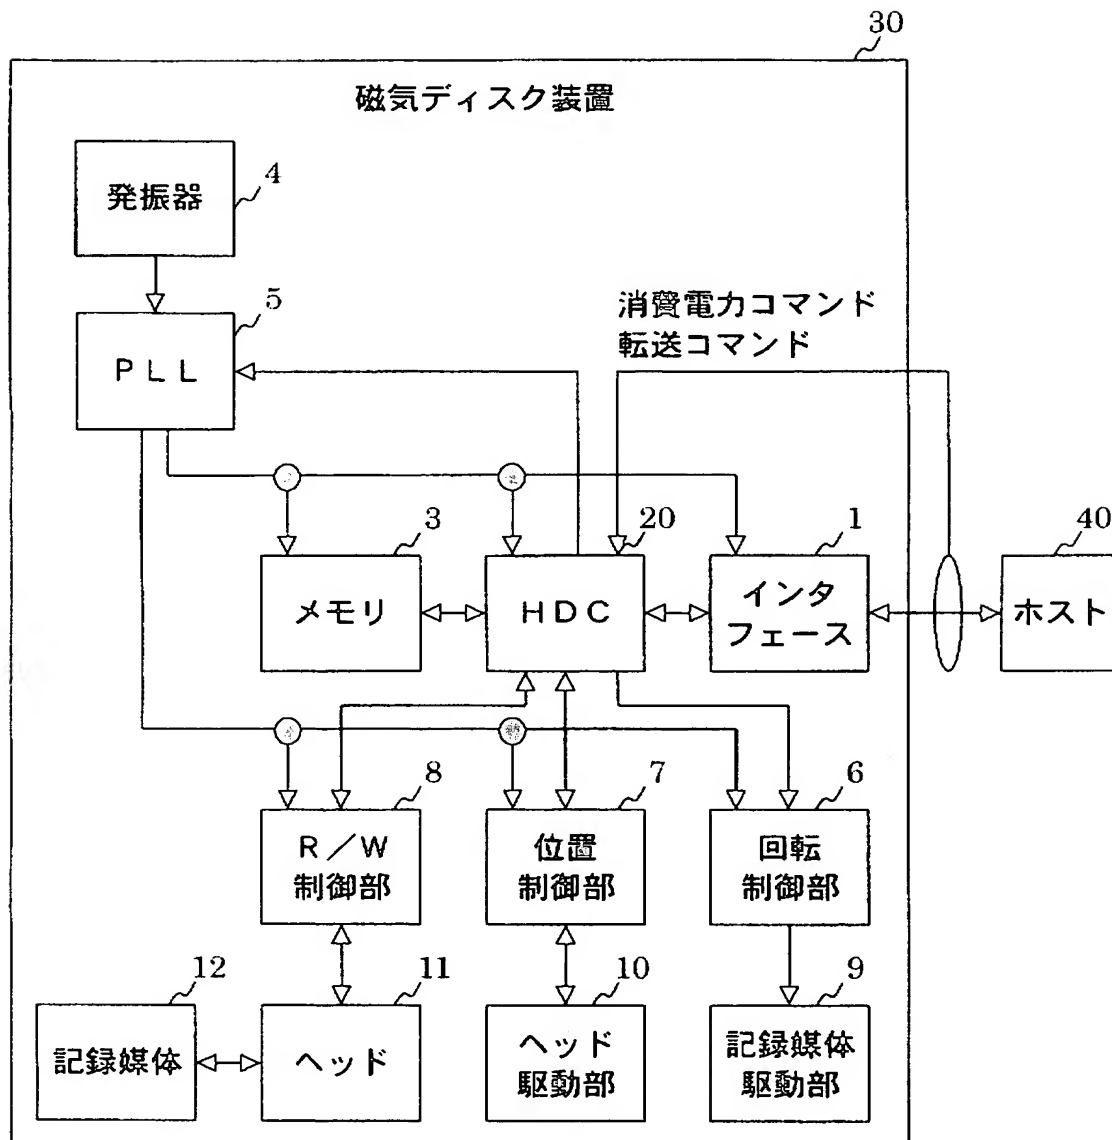 30
磁気ディスク装置
発振器
4
PLL
5
消費電力コマンド
転送コマンド
メモリ
3
HDC
20
インタ
フェース
1
ホスト
40
R/W
制御部
8
位置
制御部
7
回転
制御部
6
記録媒体
12
ヘッド
11
ヘッド
駆動部
10
記録媒体
駆動部
9